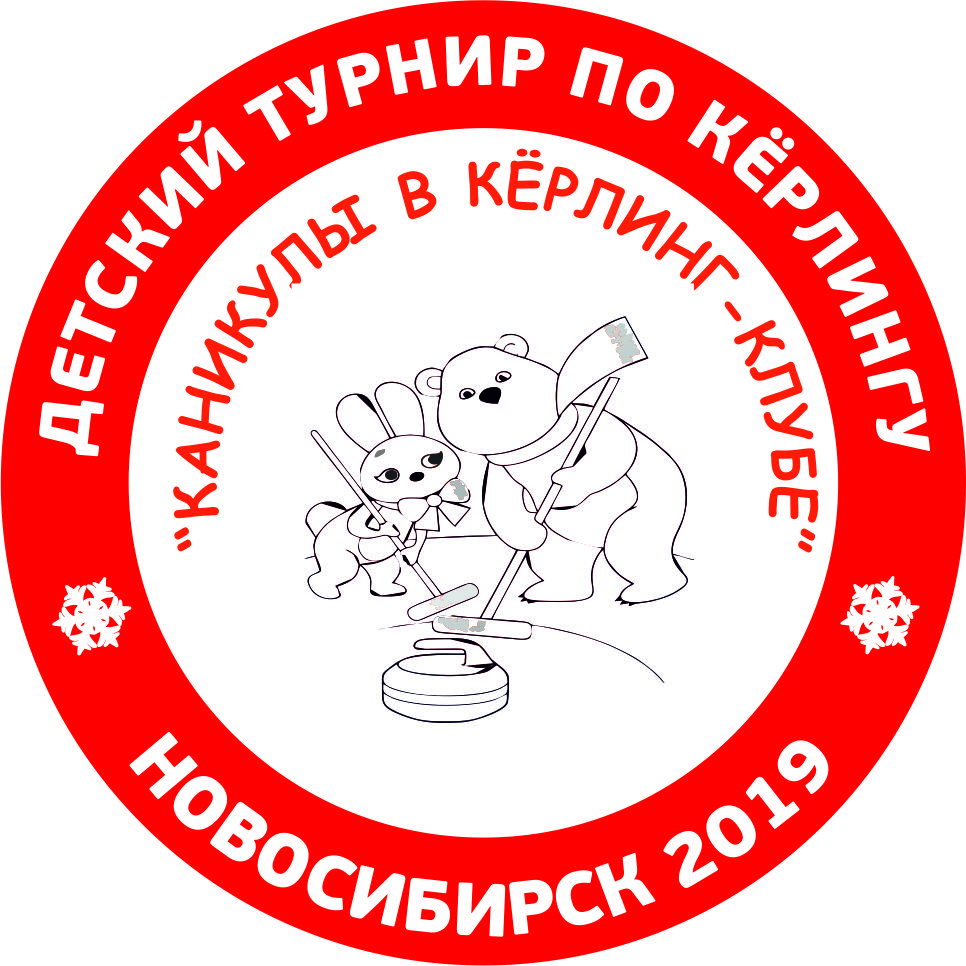 ДЕТСКИЙ ТУРНИР ПО КЁРЛИНГУ
"КАНИКУЛЫ В КЁРЛИНГ-КЛУБЕ"
НОВОСИБИРСК 2019